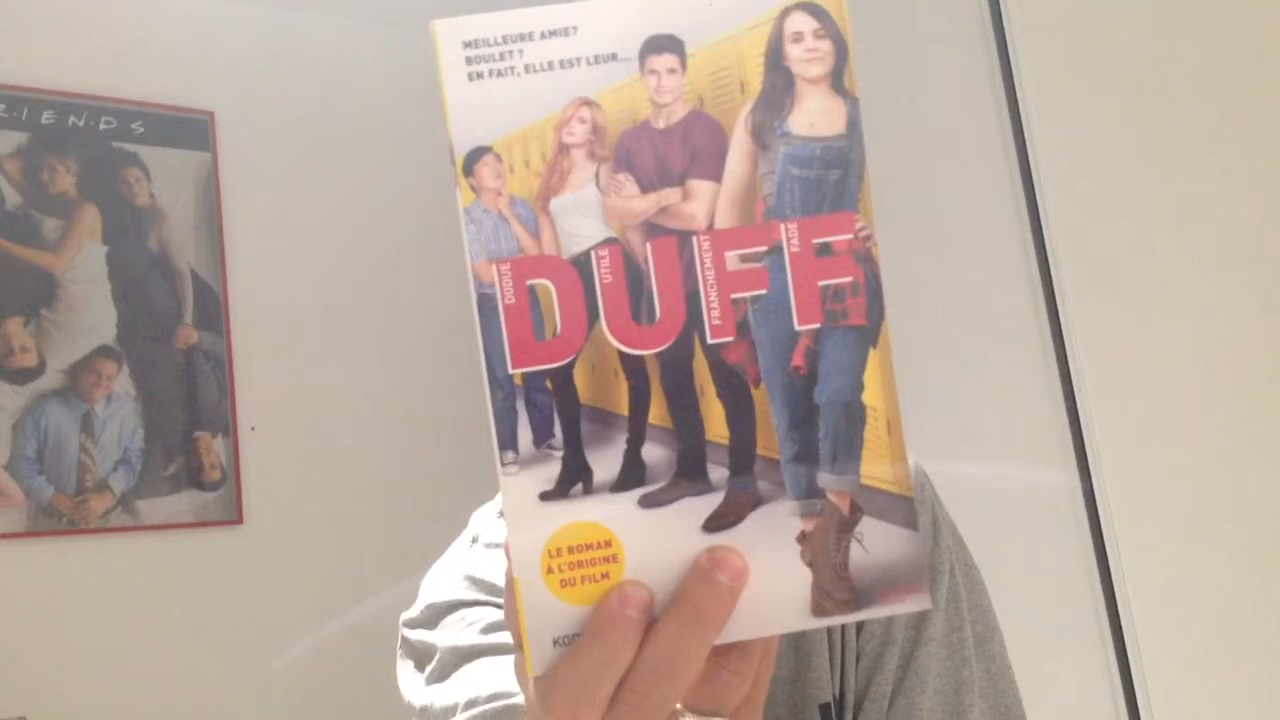 R·I·E·N·D·S
MEILLEURE AMIE?
BOULET?
EN FAIT, ELLE EST LEUR...
DUFF
DODUE
UTILE
FRANCHEMENT
FADE
LE ROMAN
À L'ORIGINE
DU FILM